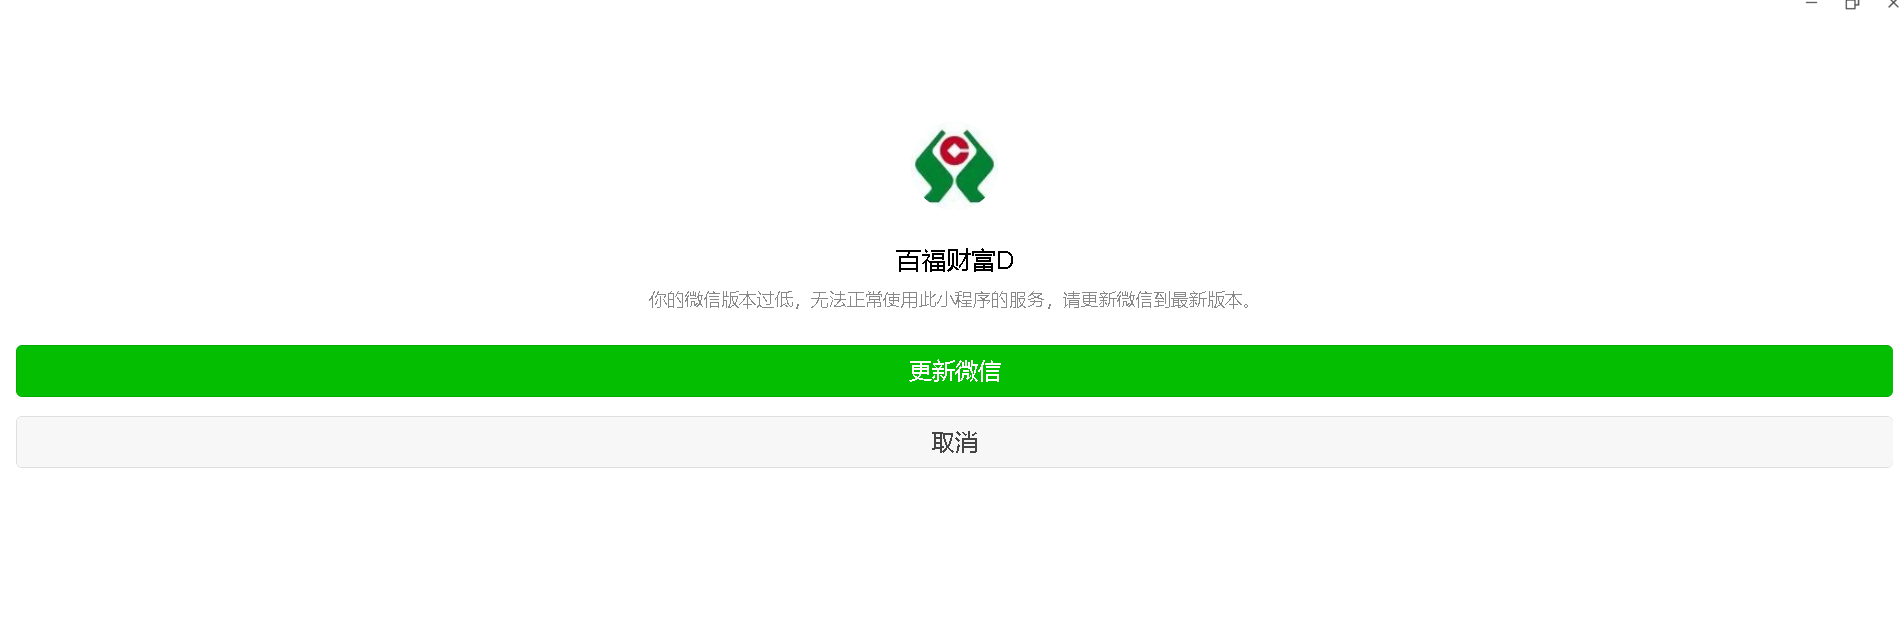 百福财富D
你的微信版本过低，无法正常使用此小程序的服务，请更新微信到最新版本。
更新微信
取消